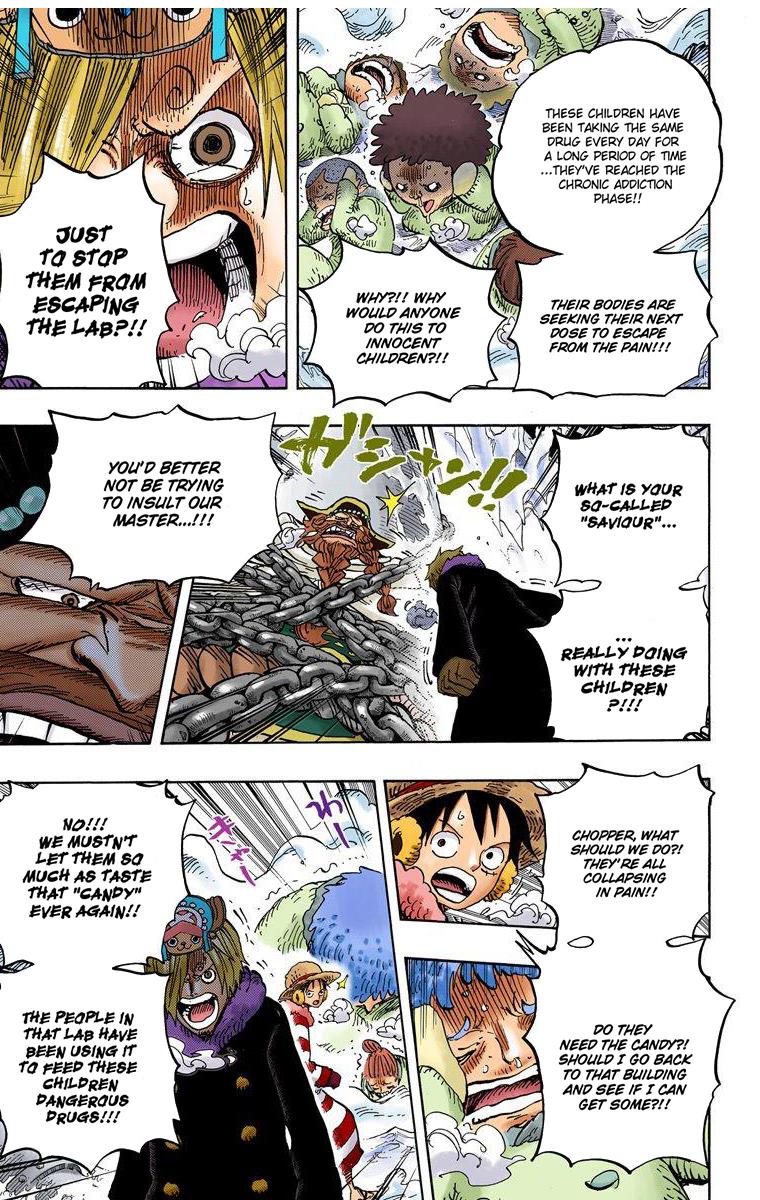 THESE CHILDREN HAVE
BEEN TAKING THE SAME
DRUG EVERY DAY FOR
A LONG PERIOD OF TIME
...THEY'VE REACHED THE
CHRONIC ADDICTION
PHASE!!
THEIR BODIES ARE
SEEKING THEIR NEXT
DOSE TO ESCAPE
FROM THE PAIN!!!
WHY?!! WHY
WOULD ANYONE
DO THIS TO
INNOCENT
CHILDREN?!!
JUST
TO STOP
THEM FROM
ESCAPING
THE LAB?!!
WHAT IS YOUR
SO-CALLED
"SAVIOUR"...
...
REALLY DOING
WITH THESE
CHILDREN
?!!!
ガシャン!!
YOU'D BETTER
NOT BE TRYING
TO INSULT OUR
MASTER...!!!
CHOPPER, WHAT
SHOULD WE DO?!
THEY'RE ALL
COLLAPSING
IN PAIN!!
DO THEY
NEED THE CANDY?!
SHOULD I GO BACK
TO THAT BUILDING
AND SEE IF I CAN
GET SOME?!!
わー
ギャー
NO!!!
WE MUSTN'T
LET THEM SO
MUCH AS TASTE
THAT "CANDY"
EVER AGAIN!!
THE PEOPLE IN
THAT LAB HAVE
BEEN USING IT
TO FEED THESE
CHILDREN
DANGEROUS
DRUGS!!!